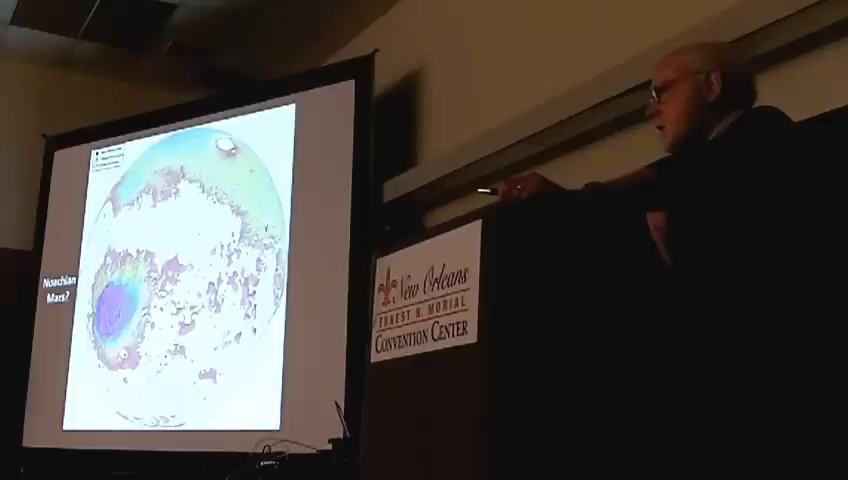 Noachian
Mars?
New Orleans
ERNEST N. MORIAL
CONVENTION CENTER